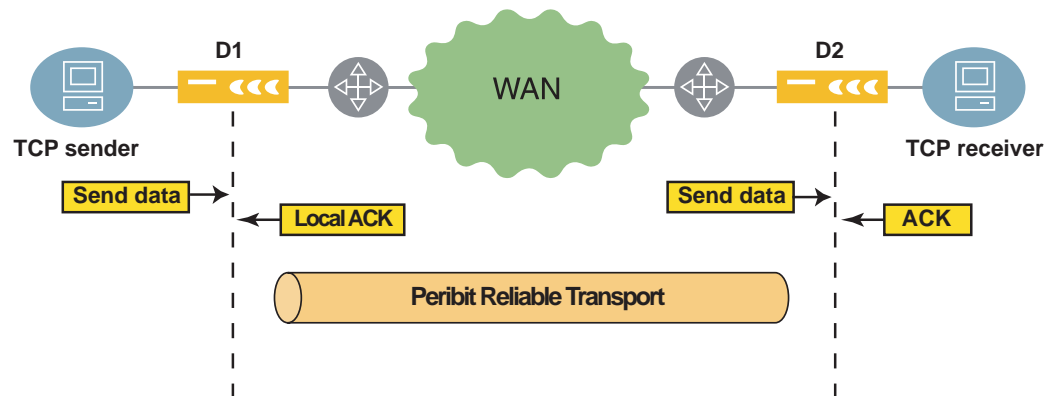 D1
D2
WAN
TCP sender
TCP receiver
Send data
Send data
Local ACK
ACK
Peribit Reliable Transport